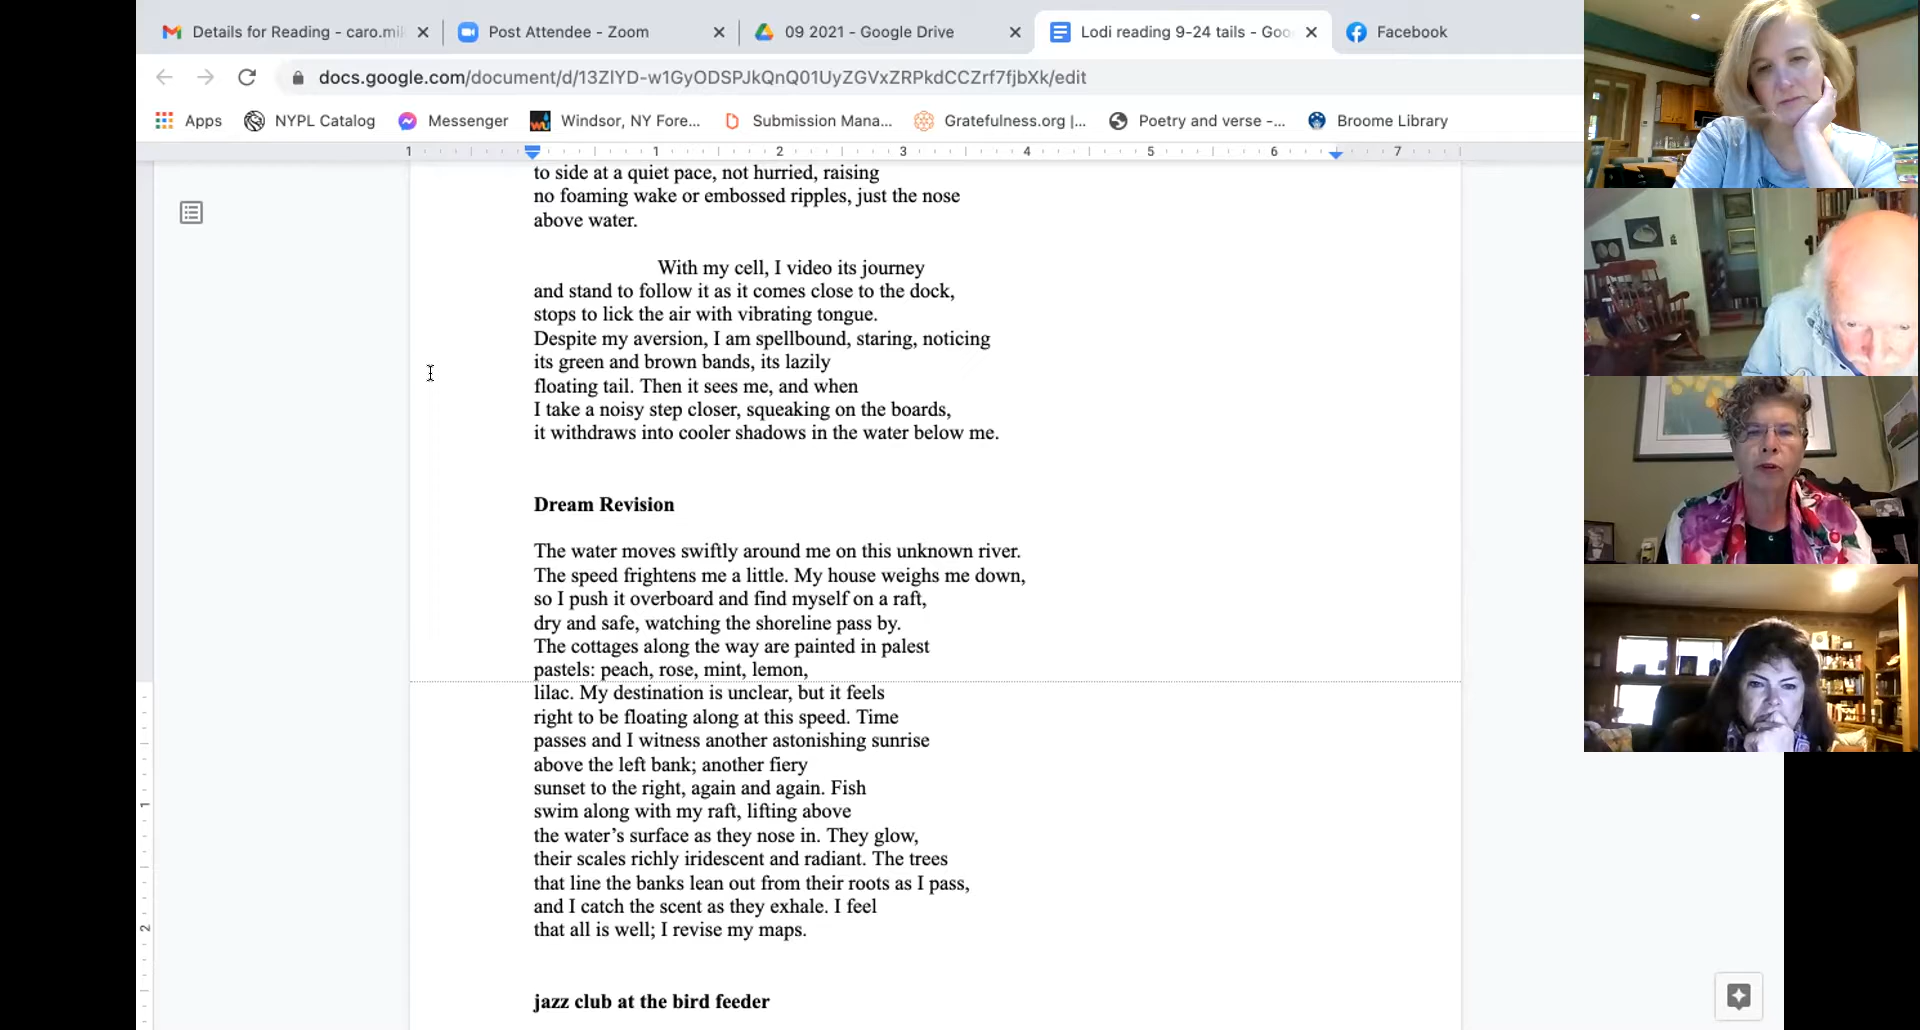 Details for Reading - caro.mi
Post Attendee - Zoom
09 2021 - Google Drive
Lodi reading 9-24 tails - Goo
Facebook
docs.google.com/document/d/13ZlYD-w1GyODSPJkQnQ01UyZGVxZRPkdCCZrf7fjbXk/edit
Apps
NYPL Catalog
Messenger
Windsor, NY Fore...
Submission Mana...
Gratefulness.org |...
Poetry and verse -...
Broome Library
1 1 2 3 4 5 6 7
to side at a quiet pace, not hurried, raising
no foaming wake or embossed ripples, just the nose
above water.
With my cell, I video its journey
and stand to follow it as it comes close to the dock,
stops to lick the air with vibrating tongue.
Despite my aversion, I am spellbound, staring, noticing
its green and brown bands, its lazily
floating tail. Then it sees me, and when
I take a noisy step closer, squeaking on the boards,
it withdraws into cooler shadows in the water below me.
Dream Revision
The water moves swiftly around me on this unknown river.
The speed frightens me a little. My house weighs me down,
so I push it overboard and find myself on a raft,
dry and safe, watching the shoreline pass by.
The cottages along the way are painted in palest
pastels: peach, rose, mint, lemon,
lilac. My destination is unclear, but it feels
right to be floating along at this speed. Time
passes and I witness another astonishing sunrise
above the left bank; another fiery
sunset to the right, again and again. Fish
swim along with my raft, lifting above
the water’s surface as they nose in. They glow,
their scales richly iridescent and radiant. The trees
that line the banks lean out from their roots as I pass,
and I catch the scent as they exhale. I feel
that all is well; I revise my maps.
jazz club at the bird feeder
1
2